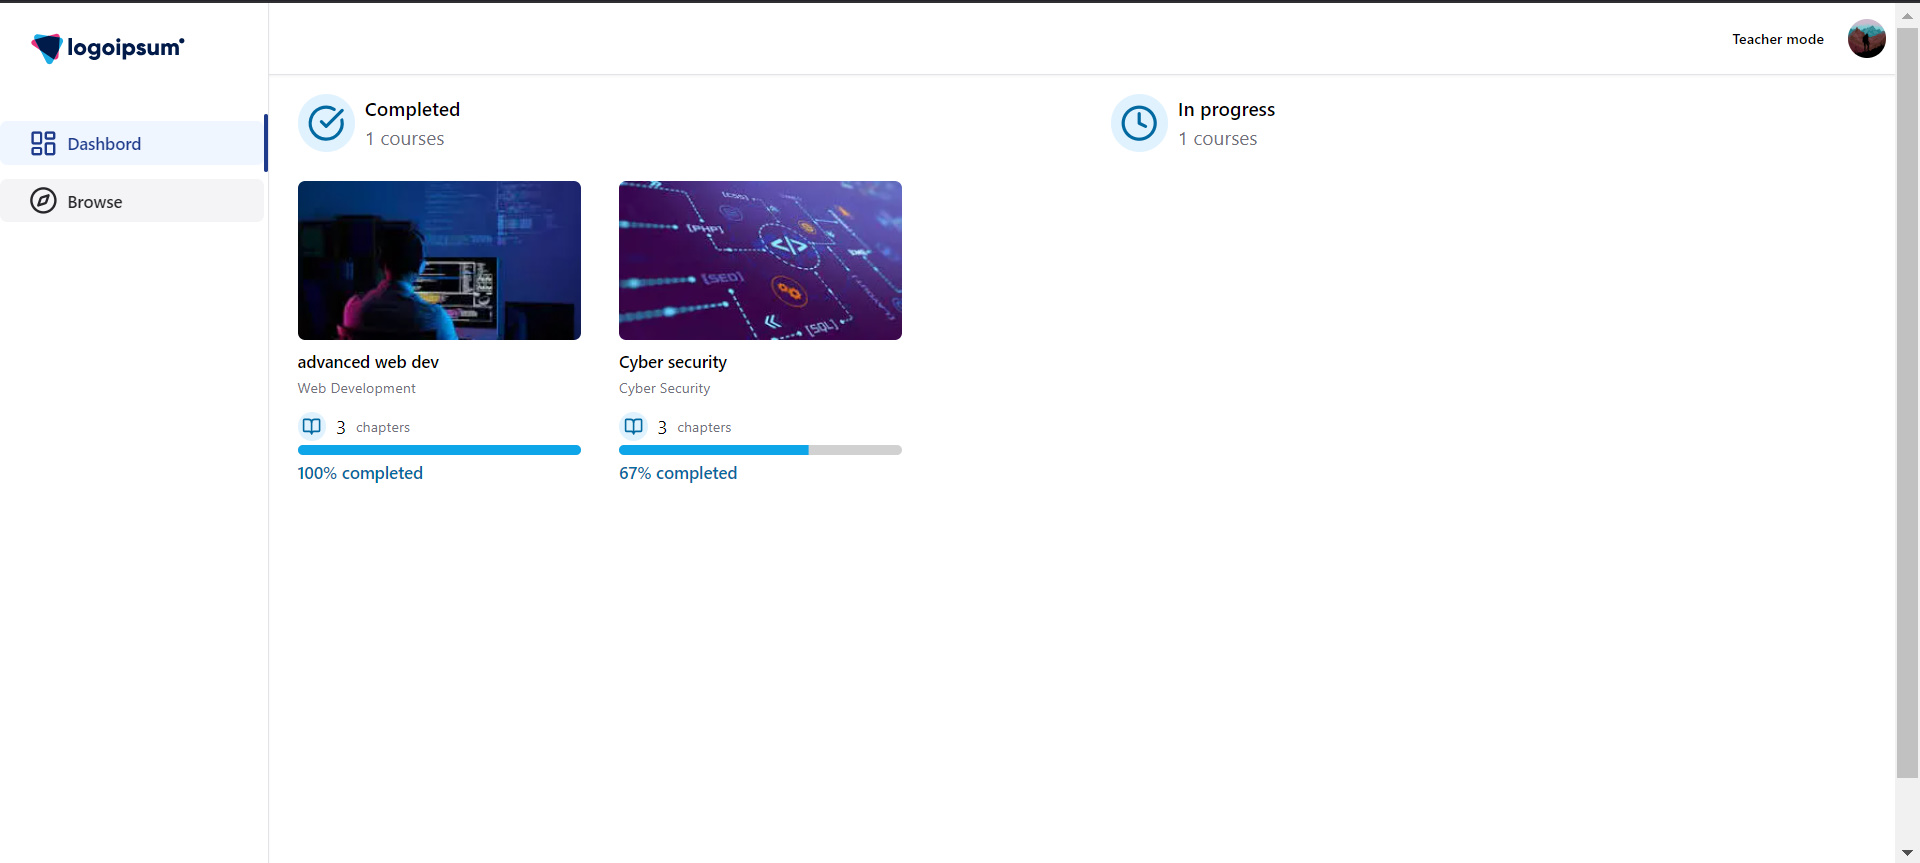 logoipsum
Teacher mode
Dashbord
Browse
Completed
1 courses
In progress
1 courses
[CSS]
[PHP]
</>
[SEO]
[SQL]
advanced web dev
Web Development
3 chapters
100% completed
Cyber security
Cyber Security
3 chapters
67% completed